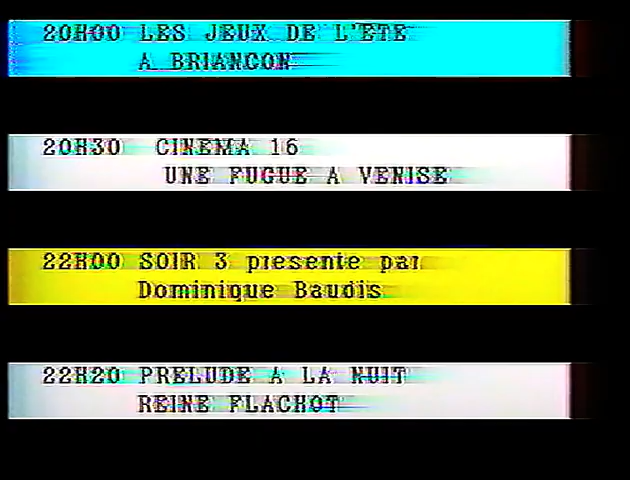 20H00 LES JEUX DE L'ETE
A BRIANCON
20H30 CINEMA 16
UNE FUGUE A VENISE
22H00 SOIR 3 presente par
Dominique Baudis
22H20 PRELUDE A LA NUIT
REINE FLACHOT